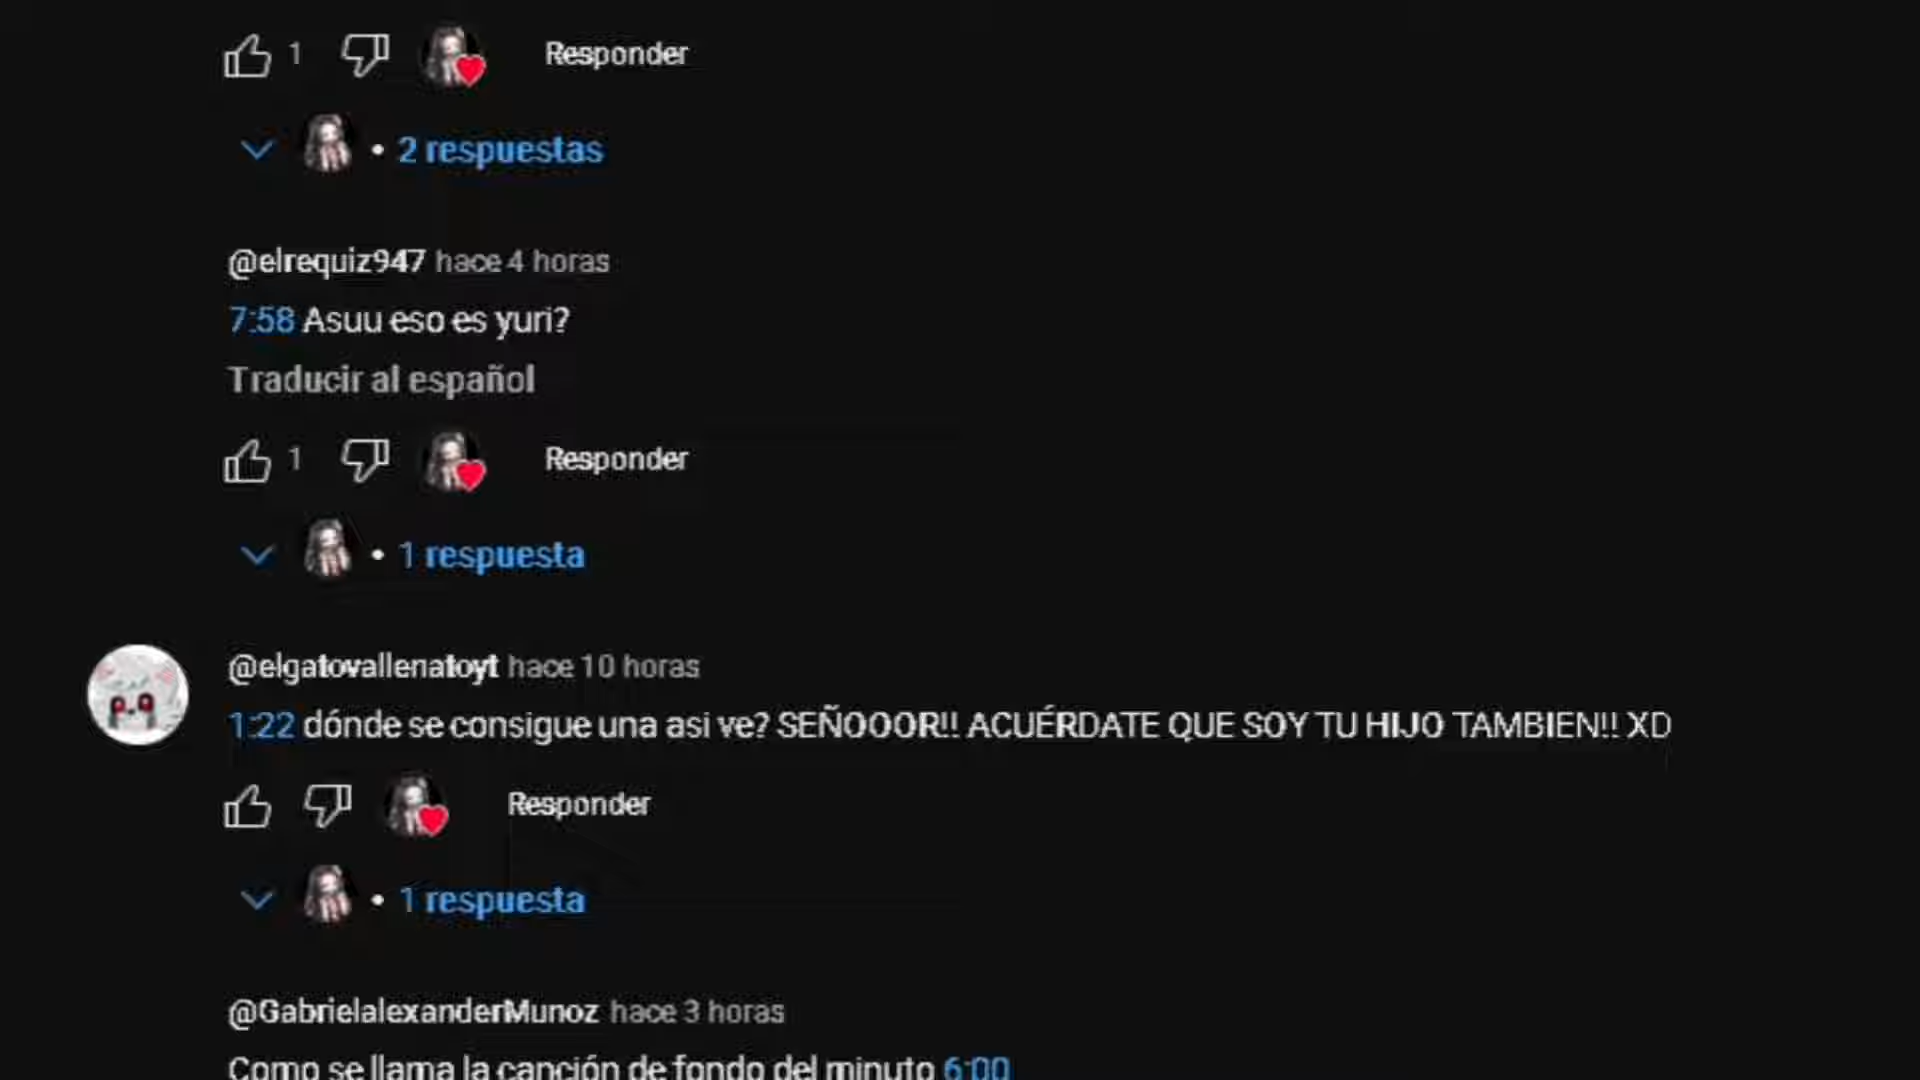 1 Responder
• 2 respuestas
@elrequiz947 hace 4 horas
7:58 Asuu eso es yuri?
Traducir al español
1 Responder
• 1 respuesta
@elgatovallenatoyt hace 10 horas
1:22 dónde se consigue una asi ve? SEÑOOOR!! ACUÉRDATE QUE SOY TU HIJO TAMBIEN!! XD
Responder
• 1 respuesta
@GabrielalexanderMunoz hace 3 horas
Como se llama la canción de fondo del minuto 6:00